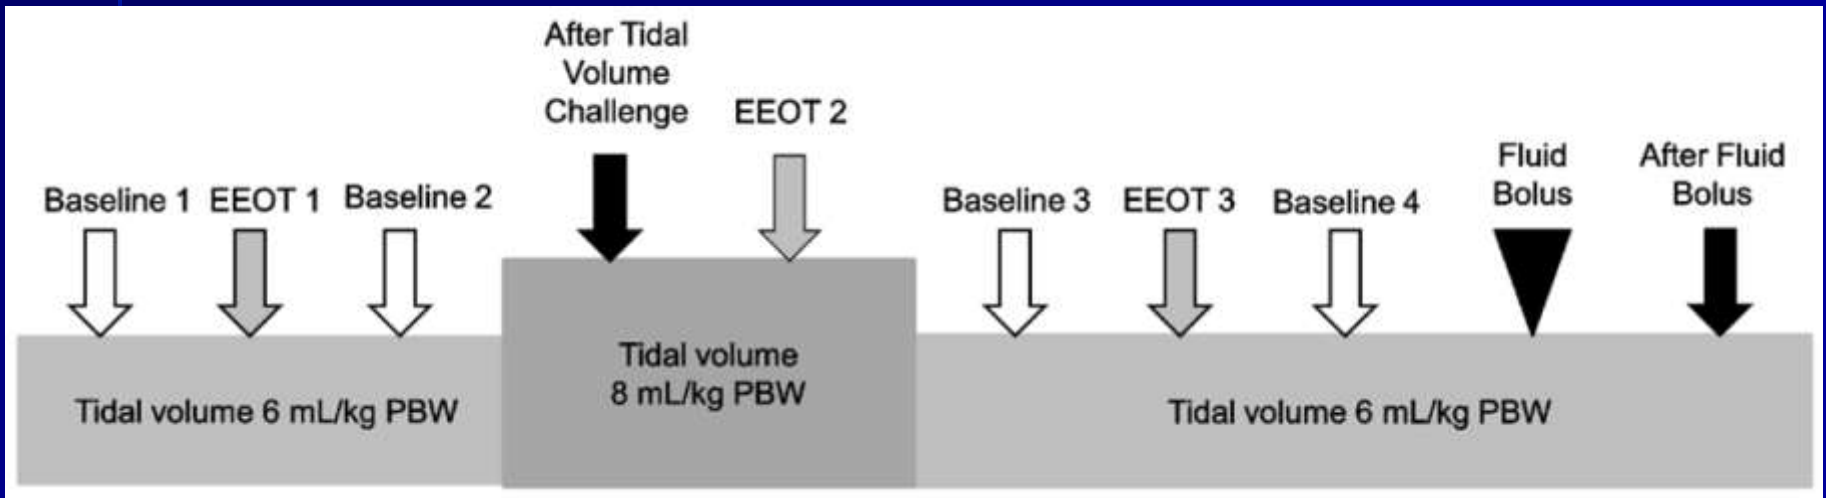 After Tidal
Volume
Challenge
EEOT 2
Fluid
Bolus
After Fluid
Bolus
Baseline 1
EEOT 1
Baseline 2
Baseline 3
EEOT 3
Baseline 4
Tidal volume
8 mL/kg PBW
Tidal volume 6 mL/kg PBW
Tidal volume 6 mL/kg PBW